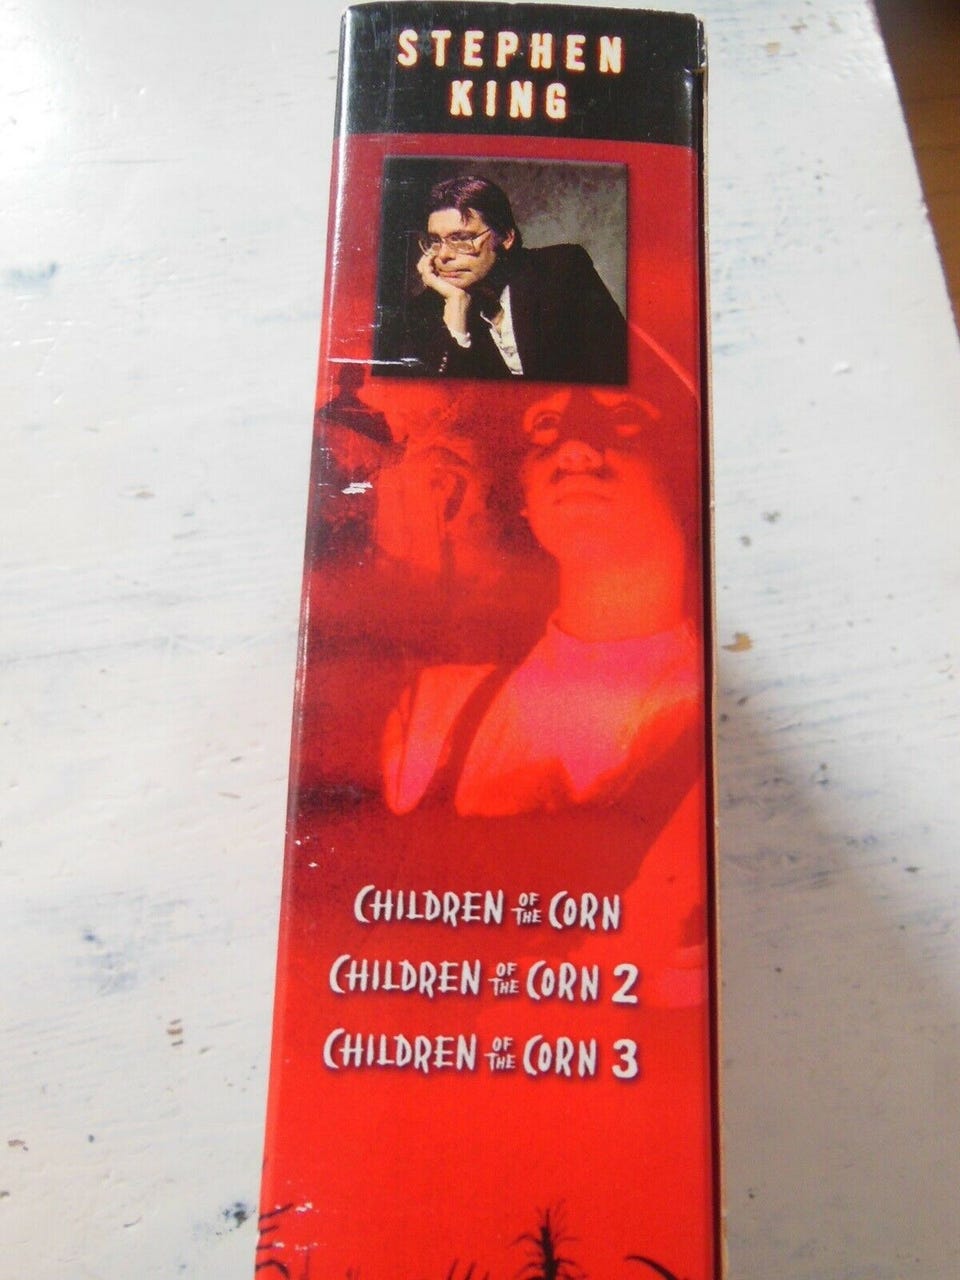 STEPHEN
KING
CHILDREN OF THE CORN
CHILDREN OF THE CORN 2
CHILDREN OF THE CORN 3